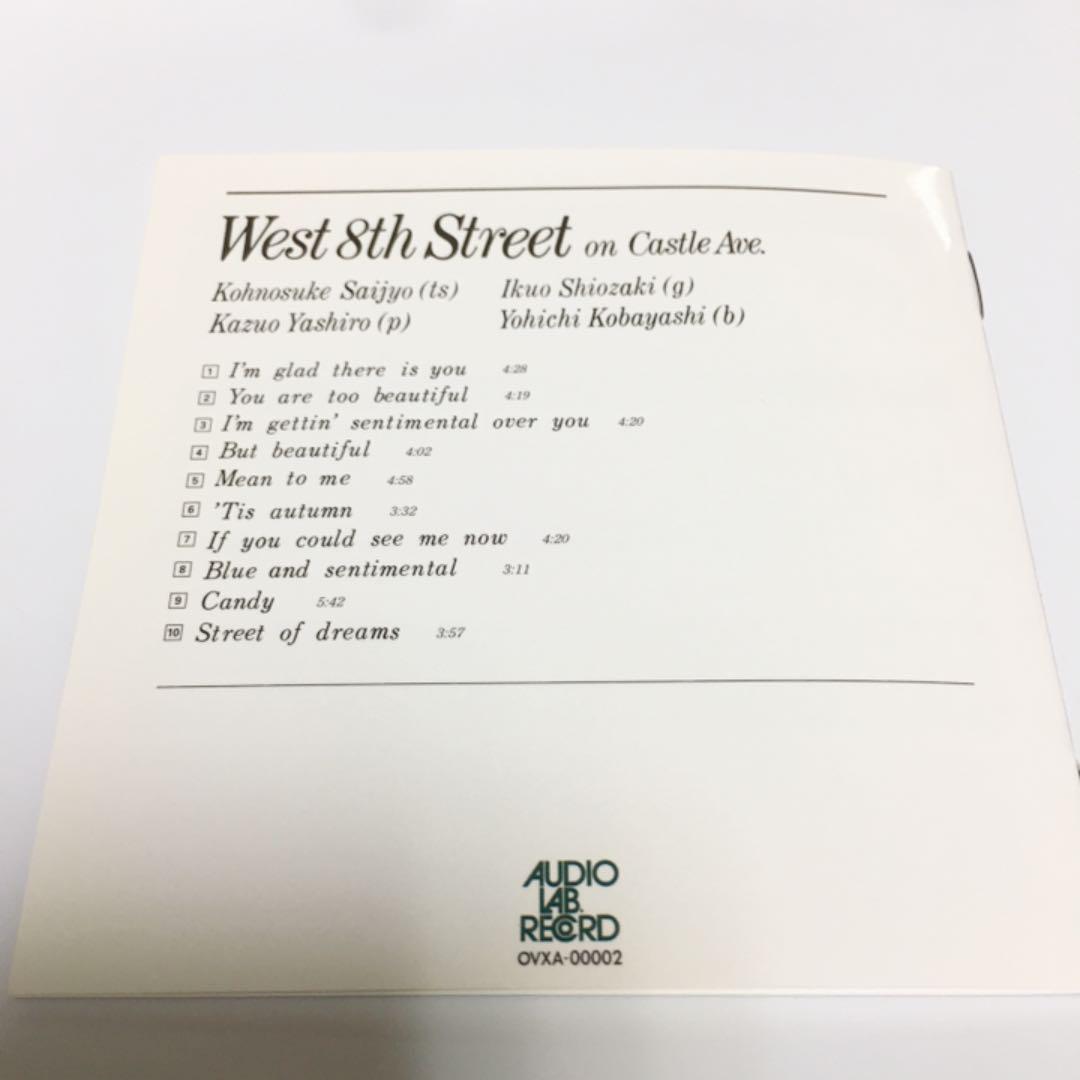 West 8th Street on Castle Ave.
Kohnosuke Saijyo (ts) Ikuo Shiozaki (g)
Kazuo Yashiro (p) Yohichi Kobayashi (b)
1 I'm glad there is you 4:28
2 You are too beautiful 4:19
3 I'm gettin' sentimental over you 4:20
4 But beautiful 4:02
5 Mean to me 4:58
6 'Tis autumn 3:32
7 If you could see me now 4:20
8 Blue and sentimental 3:11
9 Candy 5:42
10 Street of dreams 3:57
AUDIO
LAB.
RECORD
OVXA-00002